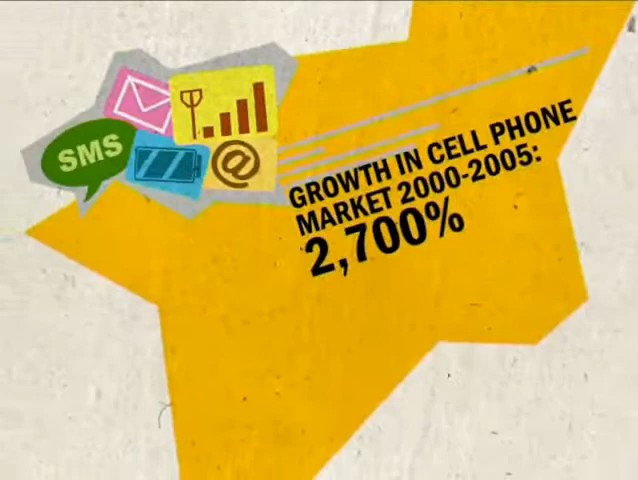 SMS
@
GROWTH IN CELL PHONE
MARKET 2000-2005:
2,700%